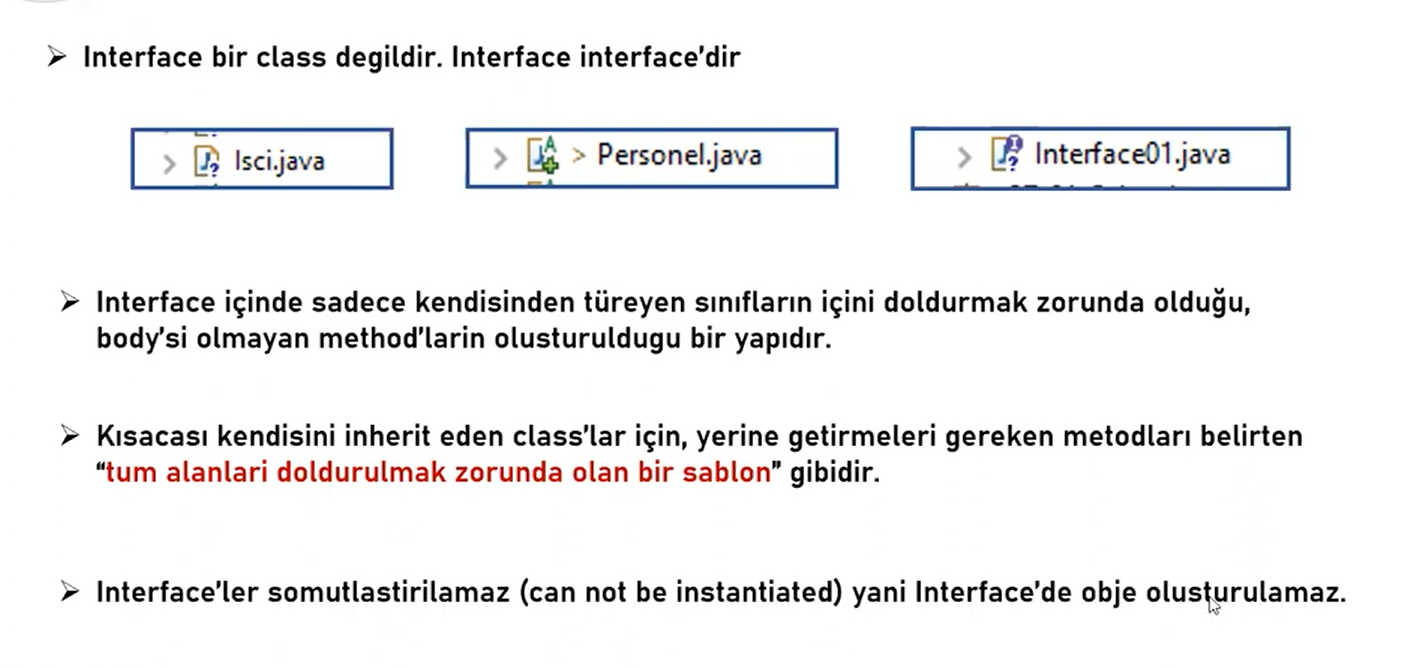 Interface bir class degildir. Interface interface'dir
Isci.java
> Personel.java
Interface01.java
Interface içinde sadece kendisinden türeyen sınıfların içini doldurmak zorunda olduğu,
body'si olmayan method'larin olusturuldugu bir yapıdır.
Kısacası kendisini inherit eden class'lar için, yerine getirmeleri gereken metodları belirten
“tum alanlari doldurulmak zorunda olan bir sablon” gibidir.
Interface'ler somutlastirilamaz (can not be instantiated) yani Interface'de obje olusturulamaz.